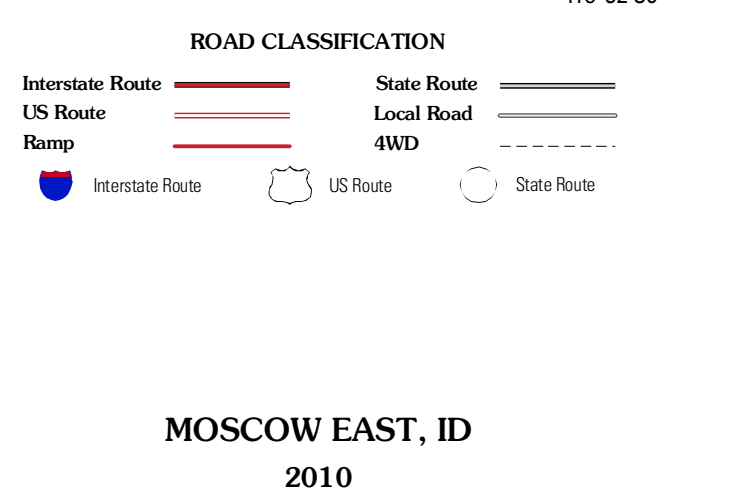 ROAD CLASSIFICATION
Interstate Route State Route
US Route Local Road
Ramp 4WD
Interstate Route US Route State Route
MOSCOW EAST, ID
2010